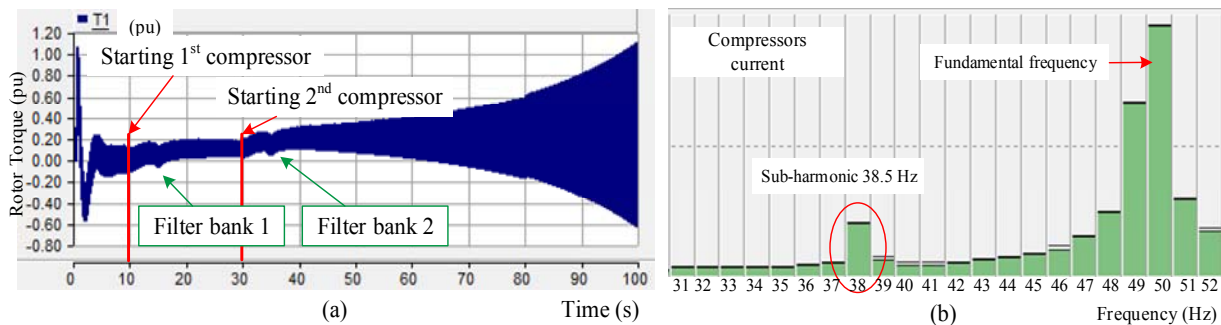 T1
(pu)
Starting 1st compressor
Starting 2nd compressor
Filter bank 1
Filter bank 2
Rotor Torque (pu)
1.20
1.00
0.80
0.60
0.40
0.20
0.00
-0.20
-0.40
-0.60
-0.80
0 10 20 30 40 50 60 70 80 90 100
(a)
Time (s)
Compressors
current
Fundamental frequency
Sub-harmonic 38.5 Hz
31 32 33 34 35 36 37 38 39 40 41 42 43 44 45 46 47 48 49 50 51 52
(b)
Frequency (Hz)